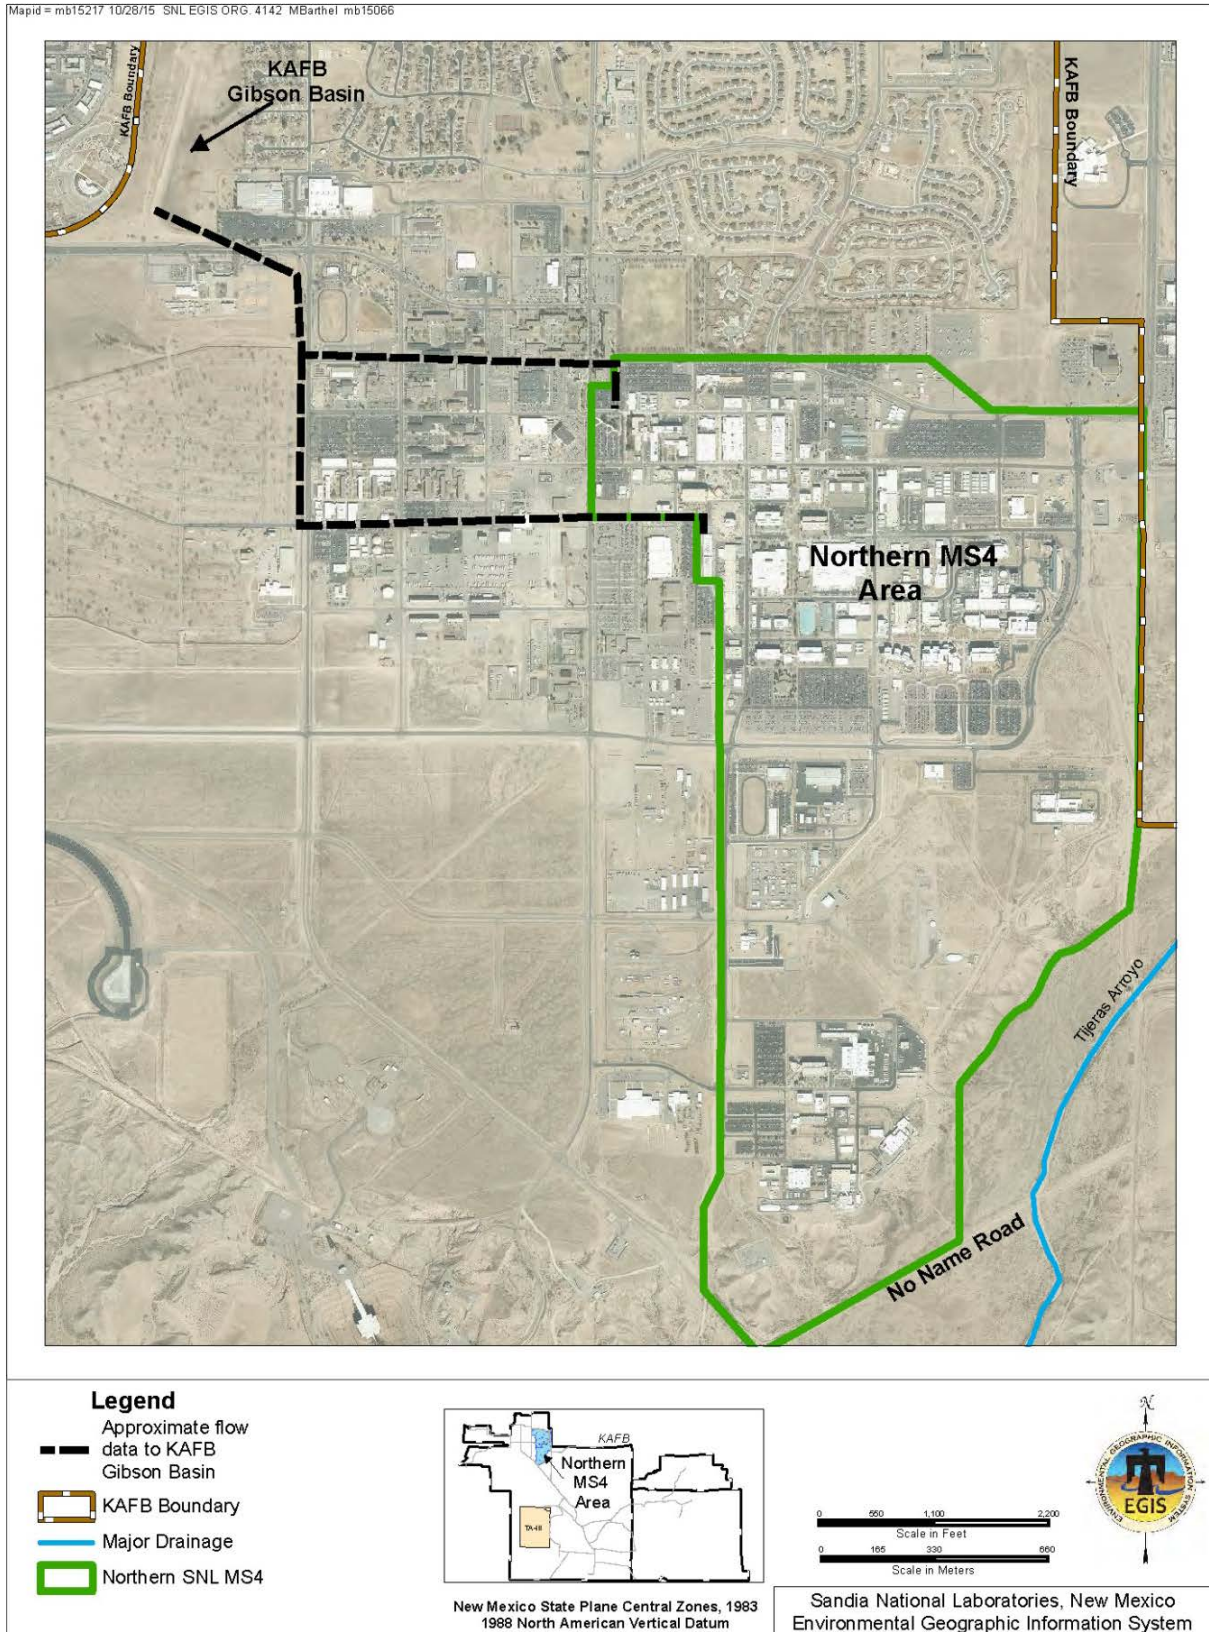 Mapid = mb15217 10/28/15 SNL EGIS ORG. 4142 MBarthel mb15066
KAFB
Gibson Basin
KAFB Boundary
KAFB Boundary
Northern MS4
Area
Tijeras Arroyo
No Name Road
Legend
Approximate flow
data to KAFB
Gibson Basin
KAFB Boundary
Major Drainage
Northern SNL MS4
KAFB
Northern
MS4
Area
TA-III
New Mexico State Plane Central Zones, 1983
1988 North American Vertical Datum
0 550 1,100 2,200
Scale in Feet
0 165 330 660
Scale in Meters
N
ENVIRONMENTAL GEOGRAPHIC INFORMATION SYSTEM
EGIS
Sandia National Laboratories, New Mexico
Environmental Geographic Information System